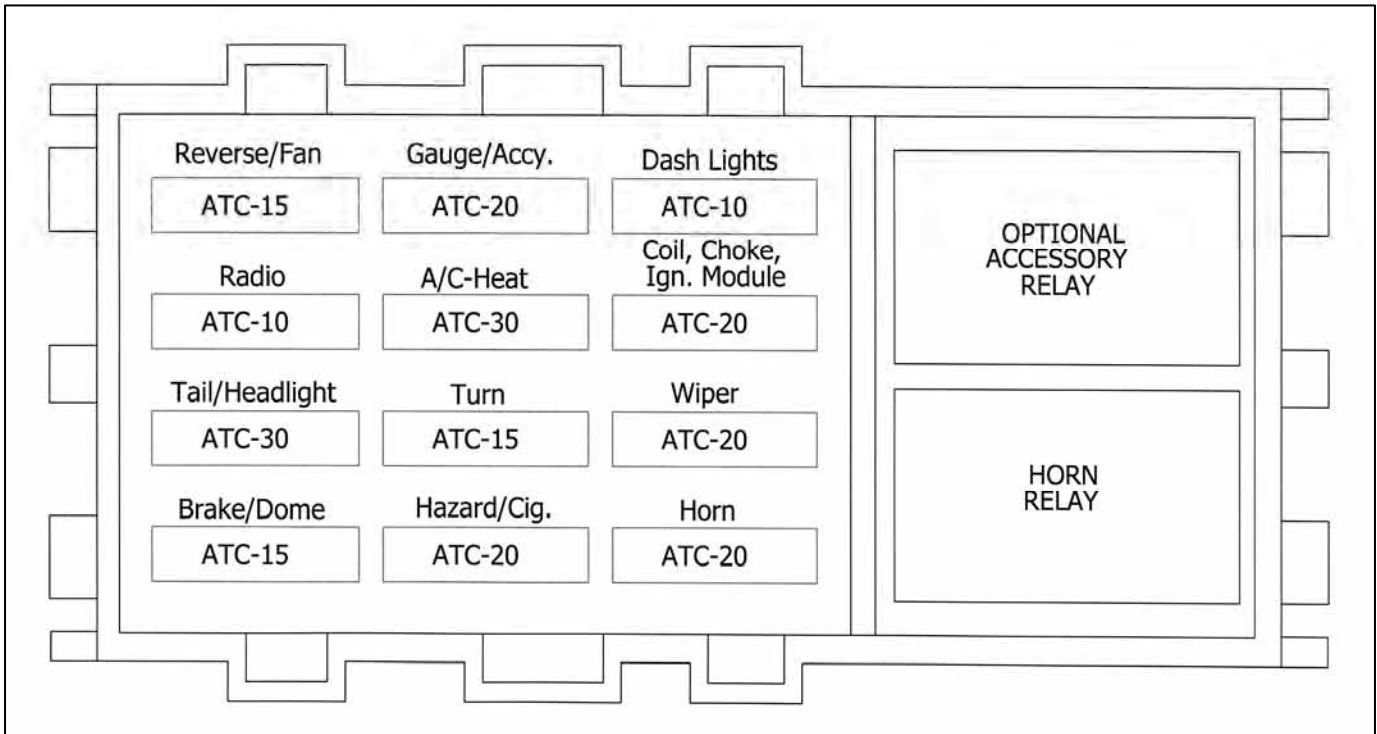 Reverse/Fan
ATC-15
Gauge/Accy.
ATC-20
Dash Lights
ATC-10
Radio
ATC-10
A/C-Heat
ATC-30
Coil, Choke,
Ign. Module
ATC-20
Tail/Headlight
ATC-30
Turn
ATC-15
Wiper
ATC-20
Brake/Dome
ATC-15
Hazard/Cig.
ATC-20
Horn
ATC-20
OPTIONAL
ACCESSORY
RELAY
HORN
RELAY